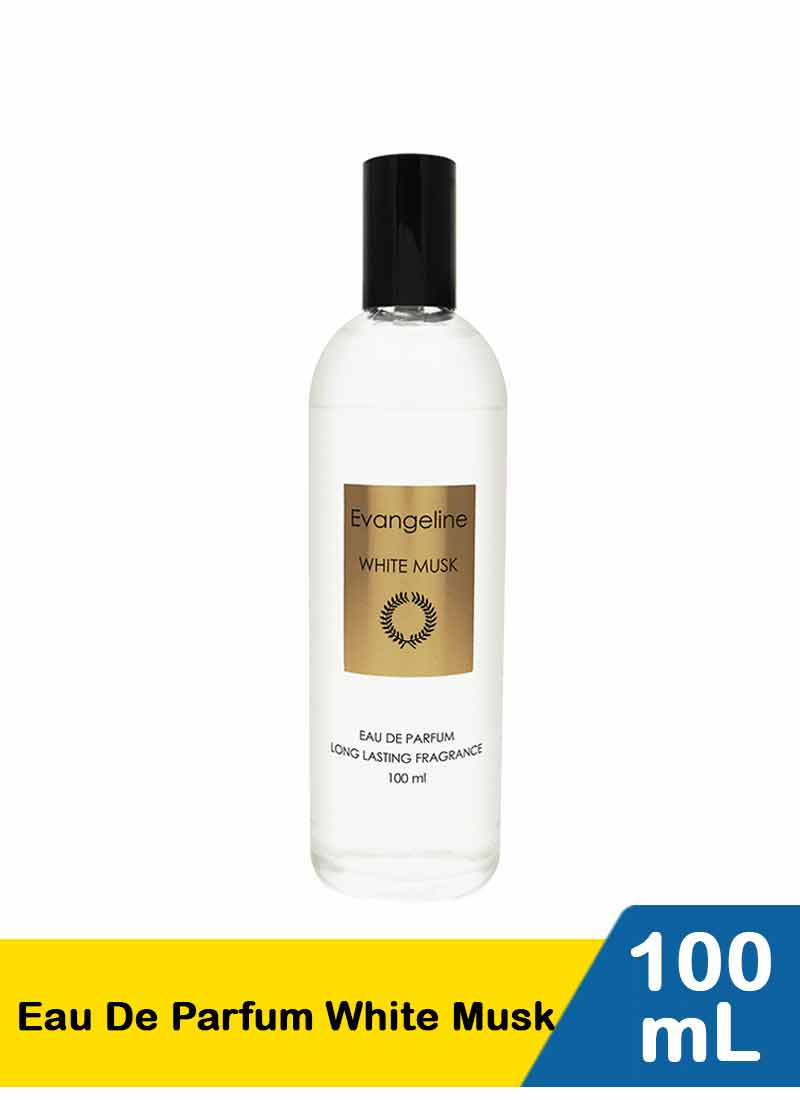 Evangeline
WHITE MUSK
EAU DE PARFUM
LONG LASTING FRAGRANCE
100 ml
Eau De Parfum White Musk
100
mL